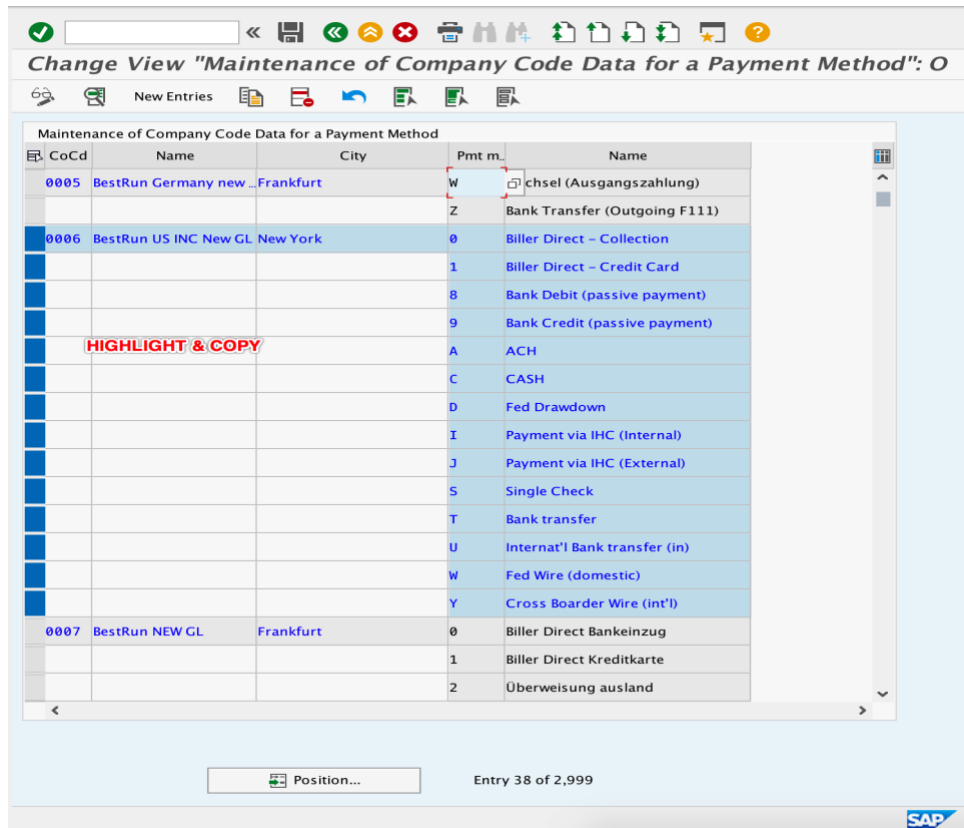 Change View "Maintenance of Company Code Data for a Payment Method": O
New Entries
Maintenance of Company Code Data for a Payment Method
CoCd Name City Pmt m.. Name
0005 BestRun Germany new ... Frankfurt W chsel (Ausgangszahlung)
Z Bank Transfer (Outgoing F111)
0006 BestRun US INC New GL New York 0 Biller Direct – Collection
1 Biller Direct – Credit Card
8 Bank Debit (passive payment)
9 Bank Credit (passive payment)
HIGHLIGHT & COPY
A ACH
C CASH
D Fed Drawdown
I Payment via IHC (Internal)
J Payment via IHC (External)
S Single Check
T Bank transfer
U Internat'l Bank transfer (in)
W Fed Wire (domestic)
Y Cross Boarder Wire (int'l)
0007 BestRun NEW GL Frankfurt 0 Biller Direct Bankeinzug
1 Biller Direct Kreditkarte
2 Überweisung ausland
Position... Entry 38 of 2,999
SAP